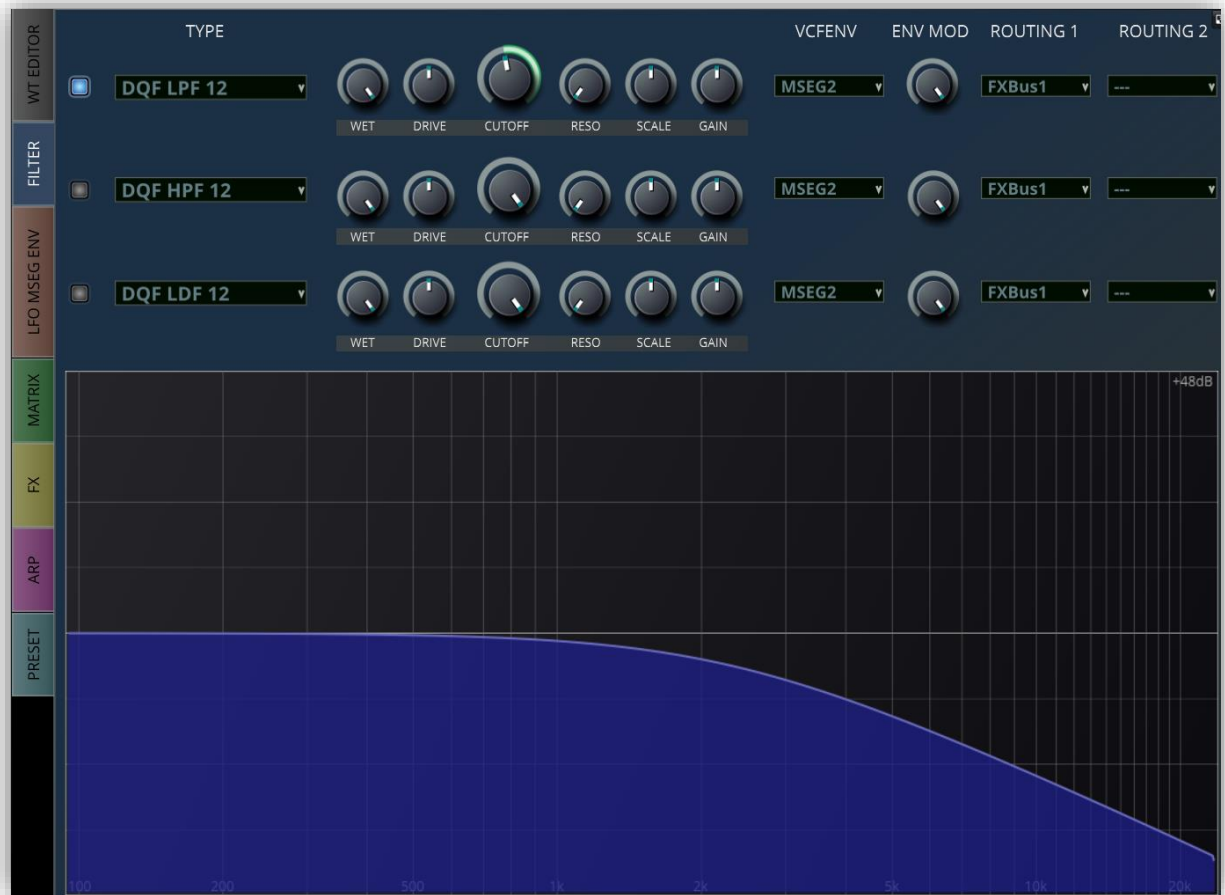 TYPE VCFENV ENV MOD ROUTING 1 ROUTING 2
WT EDITOR
FILTER
LFO MSEG ENV
MATRIX
FX
ARP
PRESET
DQF LPF 12 MSEG2 FXBus1 ---
WET DRIVE CUTOFF RESO SCALE GAIN
DQF HPF 12 MSEG2 FXBus1 ---
WET DRIVE CUTOFF RESO SCALE GAIN
DQF LDF 12 MSEG2 FXBus1 ---
WET DRIVE CUTOFF RESO SCALE GAIN
+48dB
100 200 500 1k 2k 5k 10k 20k